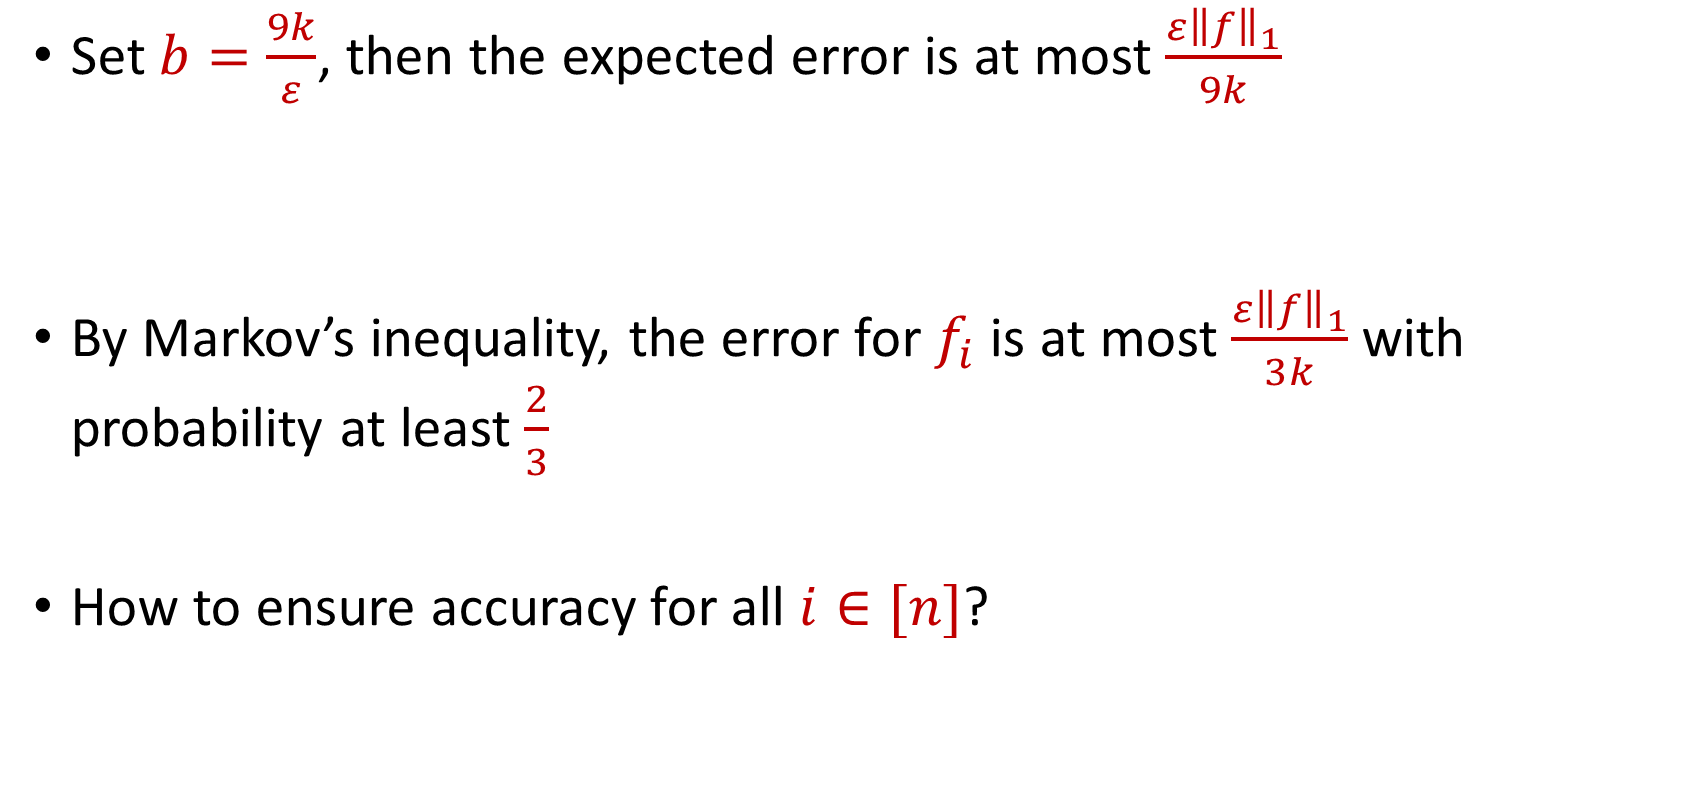 • Set b = 9k/ε, then the expected error is at most ε‖f‖₁/9k
• By Markov’s inequality, the error for fᵢ is at most ε‖f‖₁/3k with
probability at least 2/3
• How to ensure accuracy for all i ∈ [n]?